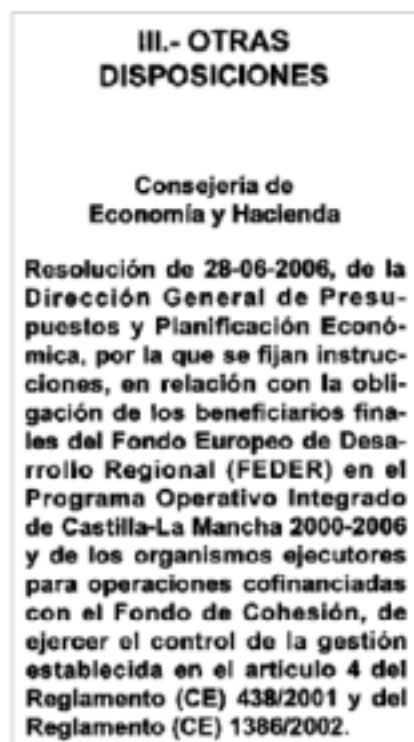 III.- OTRAS
DISPOSICIONES
Consejería de
Economía y Hacienda
Resolución de 28-06-2006, de la
Dirección General de Presu-
puestos y Planificación Econó-
mica, por la que se fijan instruc-
ciones, en relación con la obli-
gación de los beneficiarios fina-
les del Fondo Europeo de Desa-
rrollo Regional (FEDER) en el
Programa Operativo Integrado
de Castilla-La Mancha 2000-2006
y de los organismos ejecutores
para operaciones cofinanciadas
con el Fondo de Cohesión, de
ejercer el control de la gestión
establecida en el artículo 4 del
Reglamento (CE) 438/2001 y del
Reglamento (CE) 1386/2002.